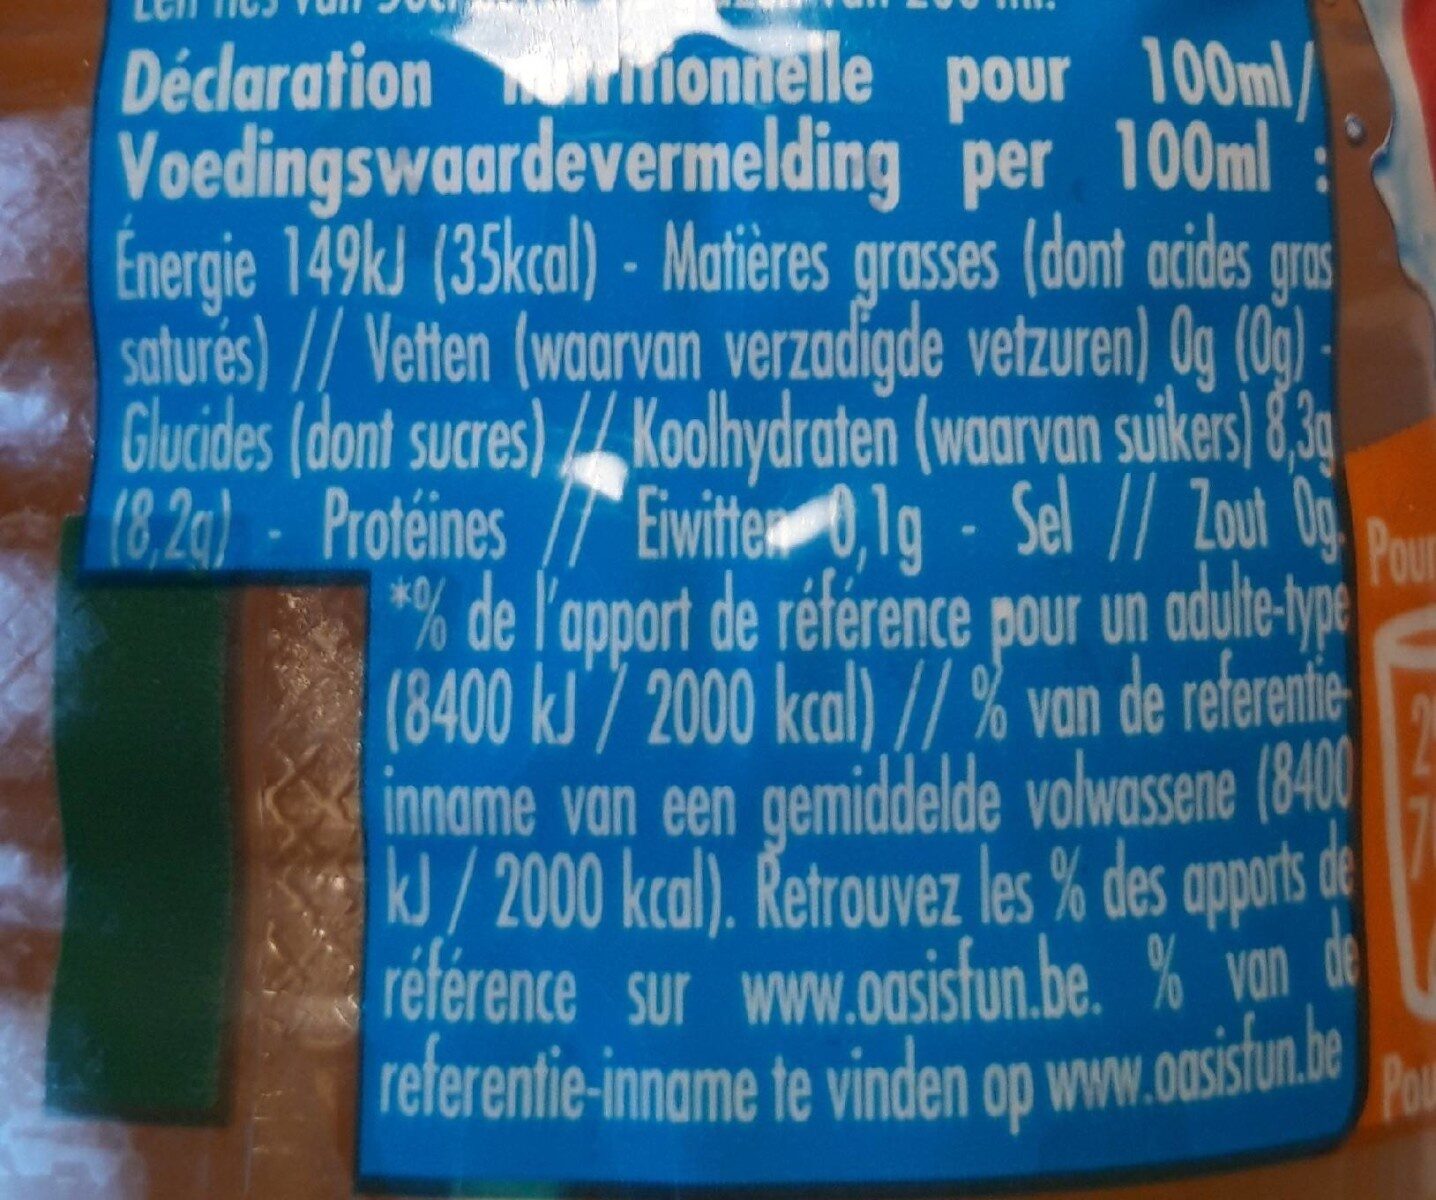 Déclaration nutritionnelle pour 100ml/
Voedingswaardevermelding per 100ml :
Énergie 149kJ (35kcal) - Matières grasses (dont acides gras
saturés) // Vetten (waarvan verzadigde vetzuren) 0g (0g) -
Glucides (dont sucres) // Koolhydraten (waarvan suikers) 8,3g
(8,2g) - Protéines // Eiwitten 0,1g - Sel // Zout 0g.
*% de l'apport de référence pour un adulte-type
(8400 kJ / 2000 kcal) // % van de referentie-
inname van een gemiddelde volwassene (8400
kJ / 2000 kcal). Retrouvez les % des apports de
référence sur www.oasisfun.be. % van de
referentie-inname te vinden op www.oasisfun.be
Pour